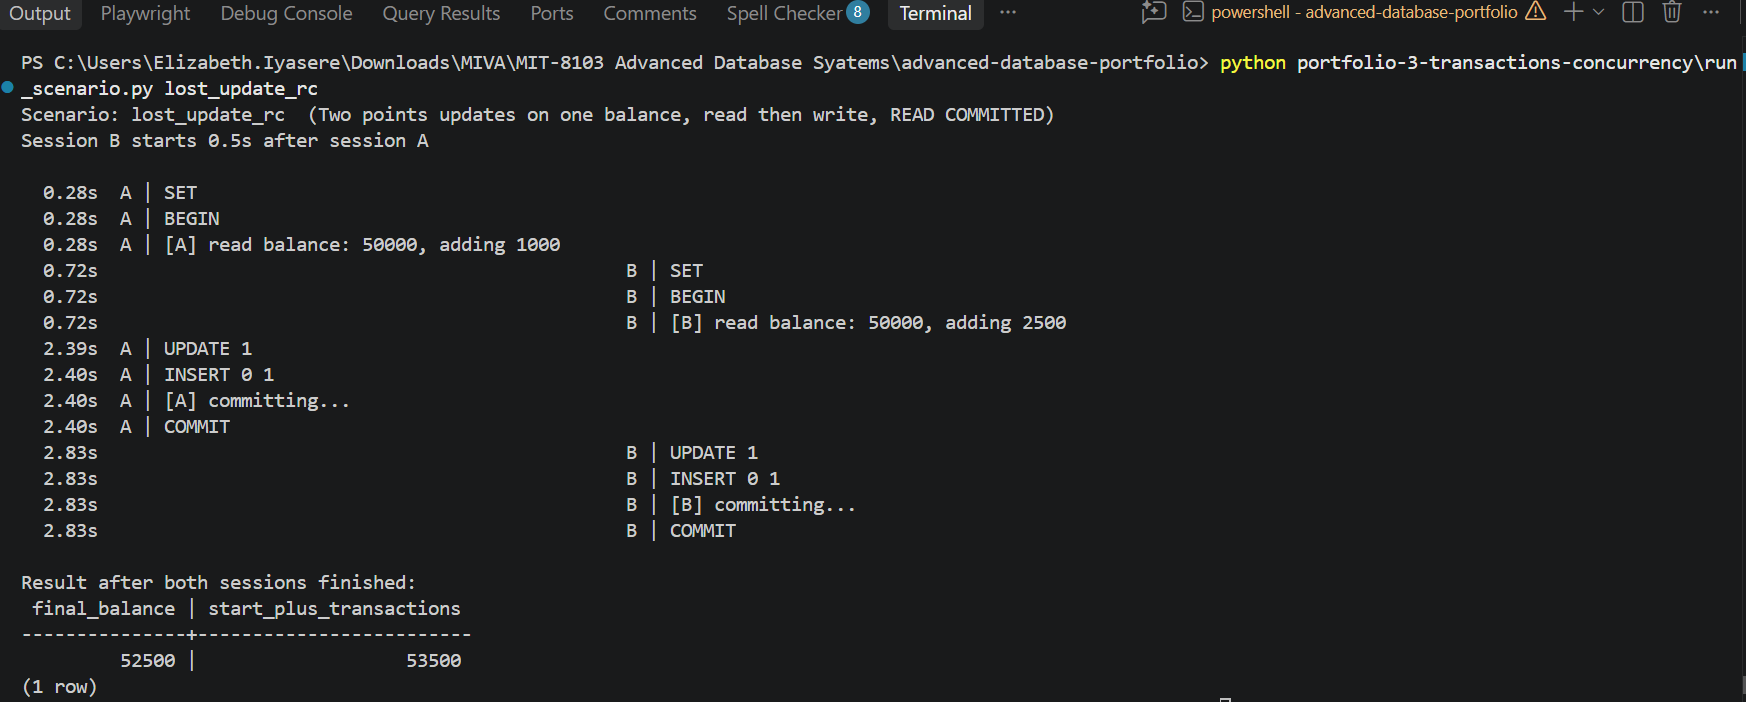 Output Playwright Debug Console Query Results Ports Comments Spell Checker 8 Terminal ··· powershell - advanced-database-portfolio ···
PS C:\Users\Elizabeth.Iyasere\Downloads\MIVA\MIT-8103 Advanced Database Syatems\advanced-database-portfolio> python portfolio-3-transactions-concurrency\run
_scenario.py lost_update_rc
Scenario: lost_update_rc  (Two points updates on one balance, read then write, READ COMMITTED)
Session B starts 0.5s after session A
0.28s  A | SET
0.28s  A | BEGIN
0.28s  A | [A] read balance: 50000, adding 1000
0.72s  B | SET
0.72s  B | BEGIN
0.72s  B | [B] read balance: 50000, adding 2500
2.39s  A | UPDATE 1
2.40s  A | INSERT 0 1
2.40s  A | [A] committing...
2.40s  A | COMMIT
2.83s  B | UPDATE 1
2.83s  B | INSERT 0 1
2.83s  B | [B] committing...
2.83s  B | COMMIT
Result after both sessions finished:
final_balance | start_plus_transactions
---------------+-------------------------
52500 | 53500
(1 row)